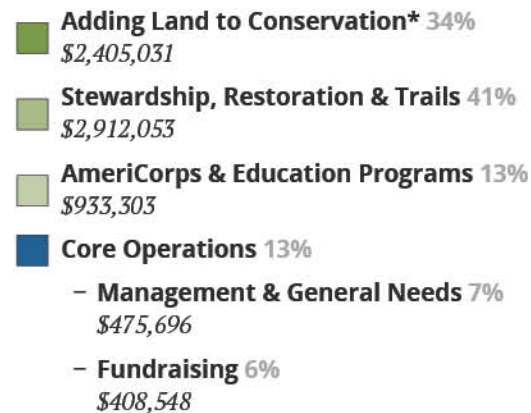 Adding Land to Conservation* 34%
$2,405,031
Stewardship, Restoration & Trails 41%
$2,912,053
AmeriCorps & Education Programs 13%
$933,303
Core Operations 13%
– Management & General Needs 7%
$475,696
– Fundraising 6%
$408,548